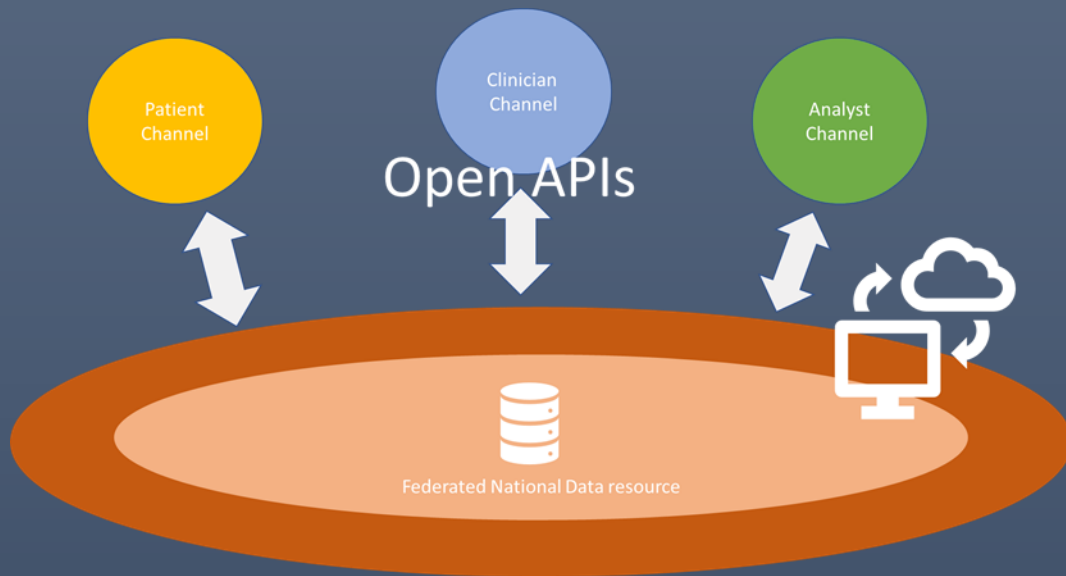 Patient
Channel
Clinician
Channel
Analyst
Channel
Open APIs
Federated National Data resource